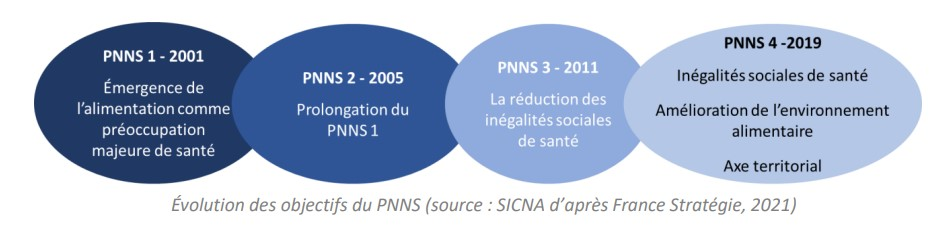 PNNS 1 - 2001
Émergence de
l'alimentation comme
préoccupation
majeure de santé
PNNS 2 - 2005
Prolongation du
PNNS 1
PNNS 3 - 2011
La réduction des
inégalités sociales
de santé
PNNS 4 -2019
Inégalités sociales de santé
Amélioration de l'environnement
alimentaire
Axe territorial
Évolution des objectifs du PNNS (source : SICNA d'après France Stratégie, 2021)